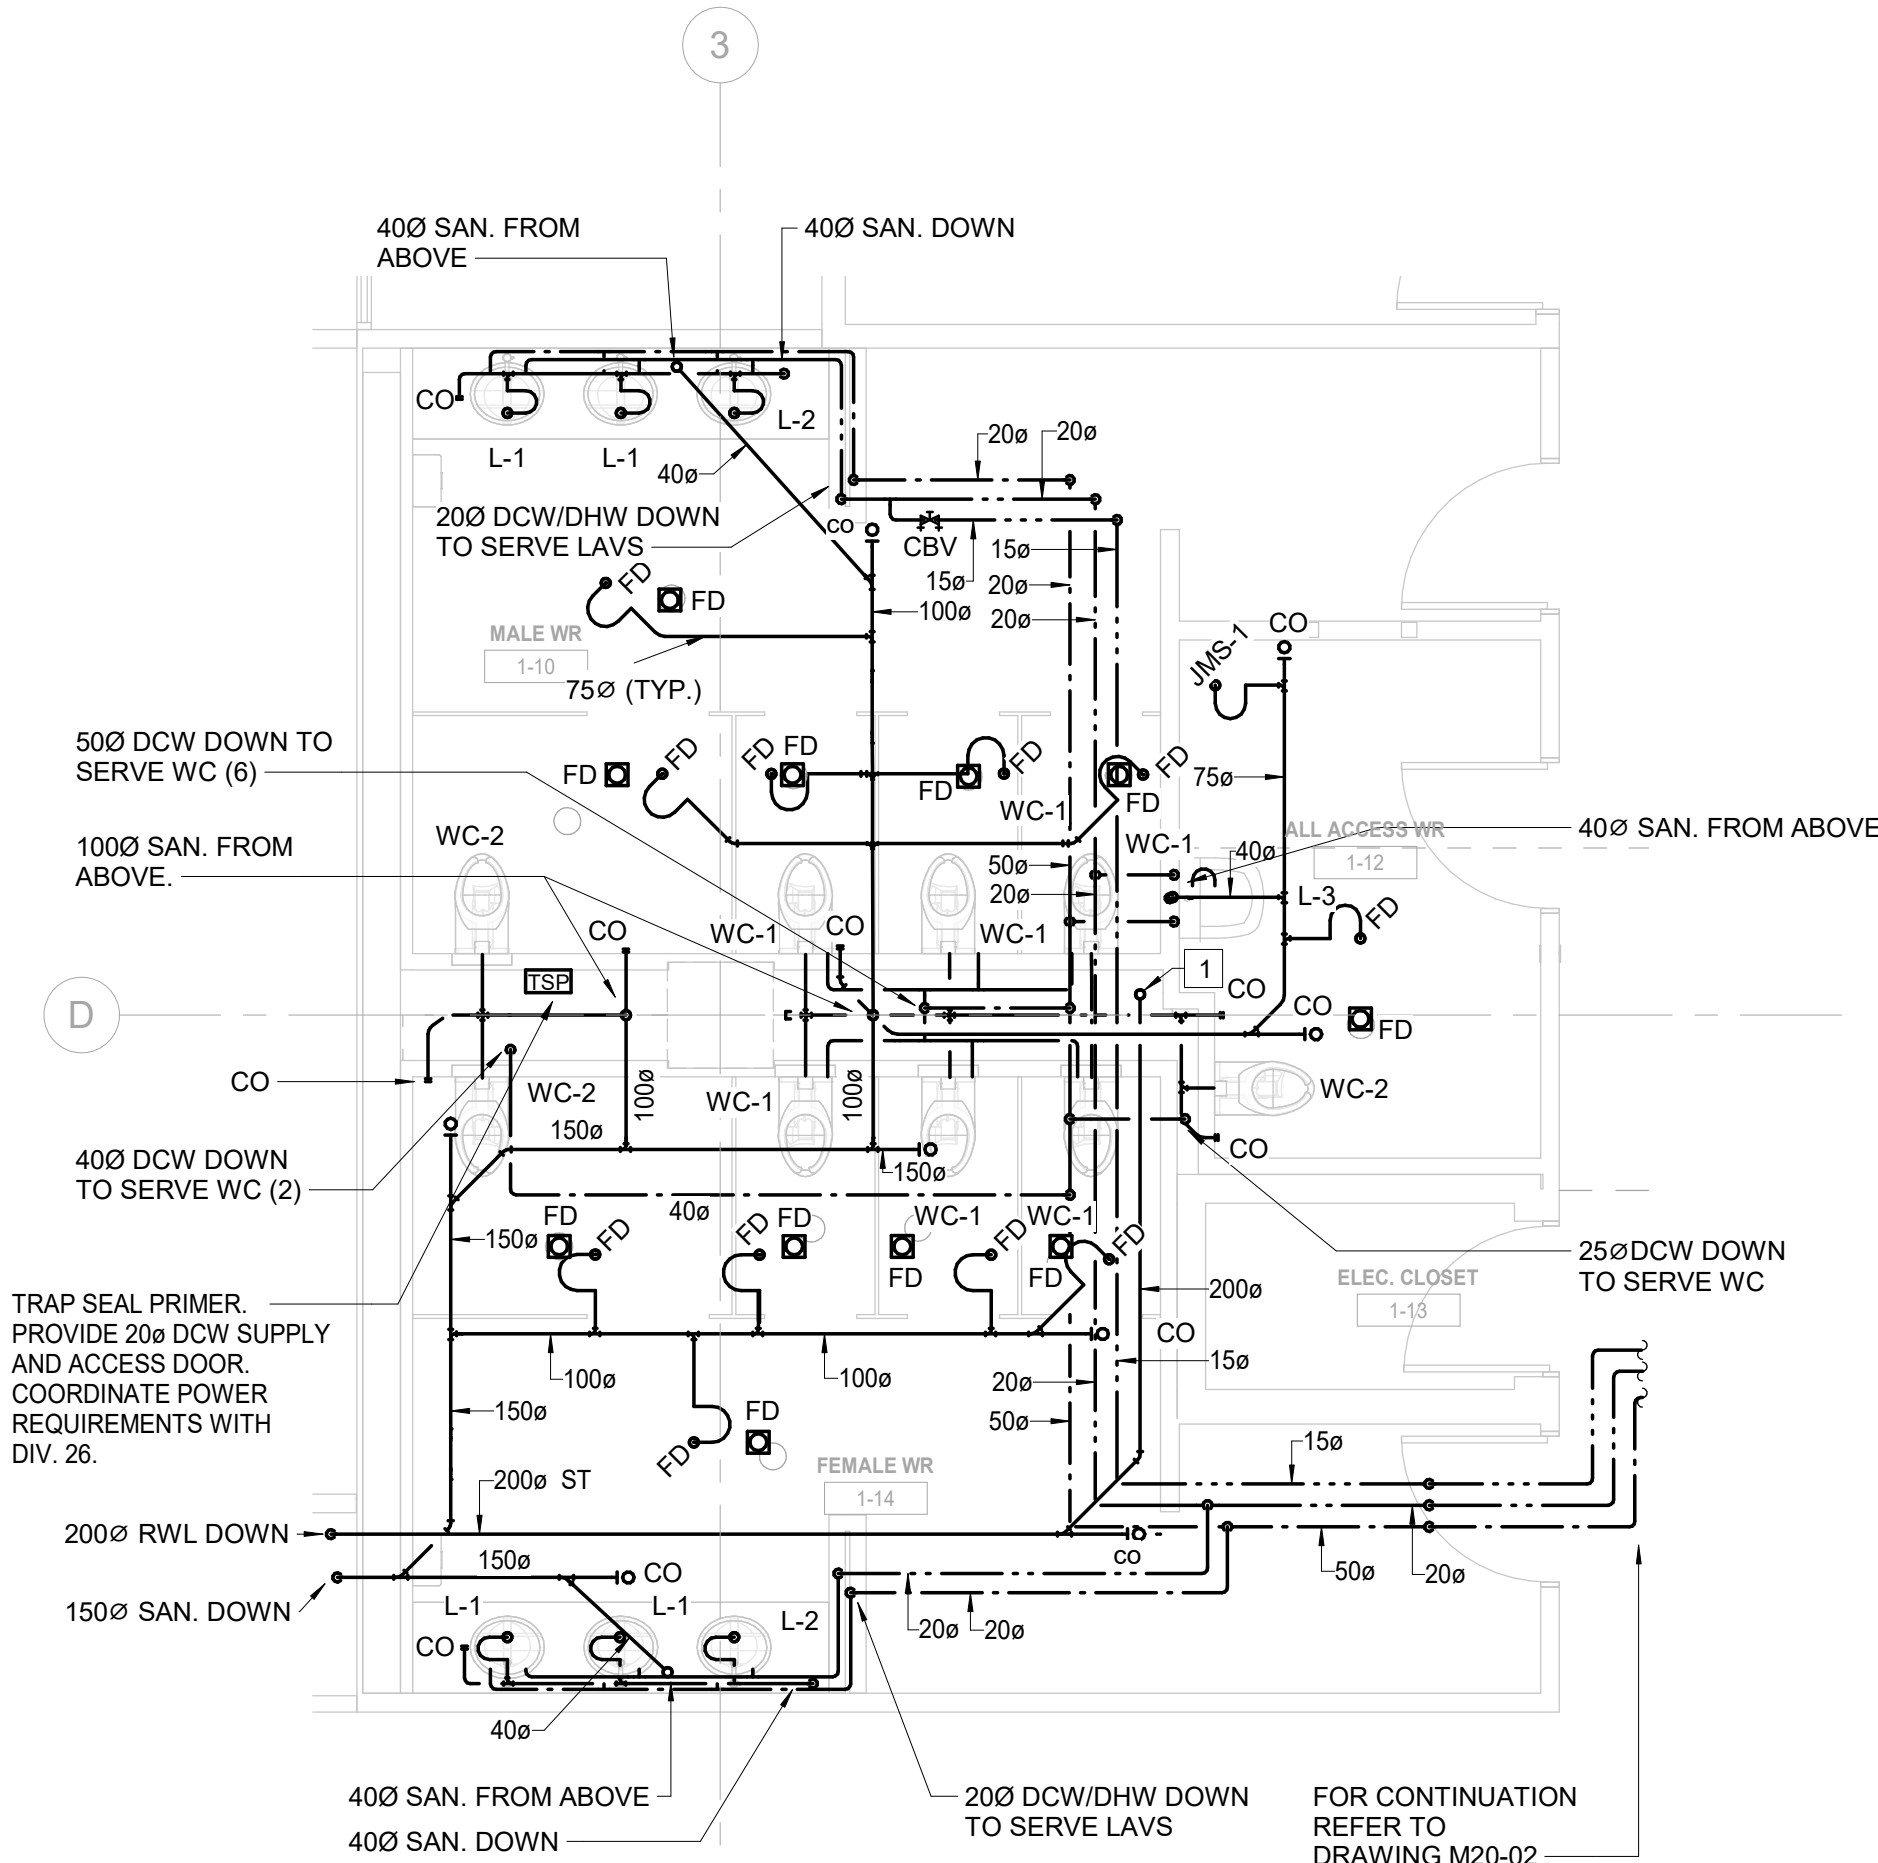 3
40Ø SAN. FROM
ABOVE
40Ø SAN. DOWN
CO
L-2
L-1
L-1
40ø
20ø
20ø
20Ø DCW/DHW DOWN
TO SERVE LAVS
CO
CBV
15ø
15ø
20ø
20ø
FD
FD
100ø
MALE WR
1-10
75Ø (TYP.)
JMS-1
CO
50Ø DCW DOWN TO
SERVE WC (6)
FD
FD
FD
FD
FD
FD
FD
FD
75ø
WC-1
WC-2
WC-1
ALL ACCESS WR
1-12
40Ø SAN. FROM ABOVE
100Ø SAN. FROM
ABOVE.
50ø
20ø
40ø
L-3
FD
CO
WC-1
CO
WC-1
TSP
1
CO
CO
FD
D
CO
WC-2
100ø
WC-1
100ø
WC-2
150ø
CO
40Ø DCW DOWN
TO SERVE WC (2)
150ø
40ø
FD
FD
FD
FD
WC-1
FD
WC-1
FD
FD
FD
150ø
25ØDCW DOWN
TO SERVE WC
ELEC. CLOSET
1-13
200ø
TRAP SEAL PRIMER.
PROVIDE 20ø DCW SUPPLY
AND ACCESS DOOR.
COORDINATE POWER
REQUIREMENTS WITH
DIV. 26.
CO
15ø
100ø
100ø
20ø
50ø
150ø
FD
FD
FEMALE WR
1-14
15ø
200ø ST
200Ø RWL DOWN
150ø
CO
CO
50ø
20ø
150Ø SAN. DOWN
L-1
L-1
L-2
CO
20ø
20ø
40ø
40Ø SAN. FROM ABOVE
40Ø SAN. DOWN
20Ø DCW/DHW DOWN
TO SERVE LAVS
FOR CONTINUATION
REFER TO
DRAWING M20-02